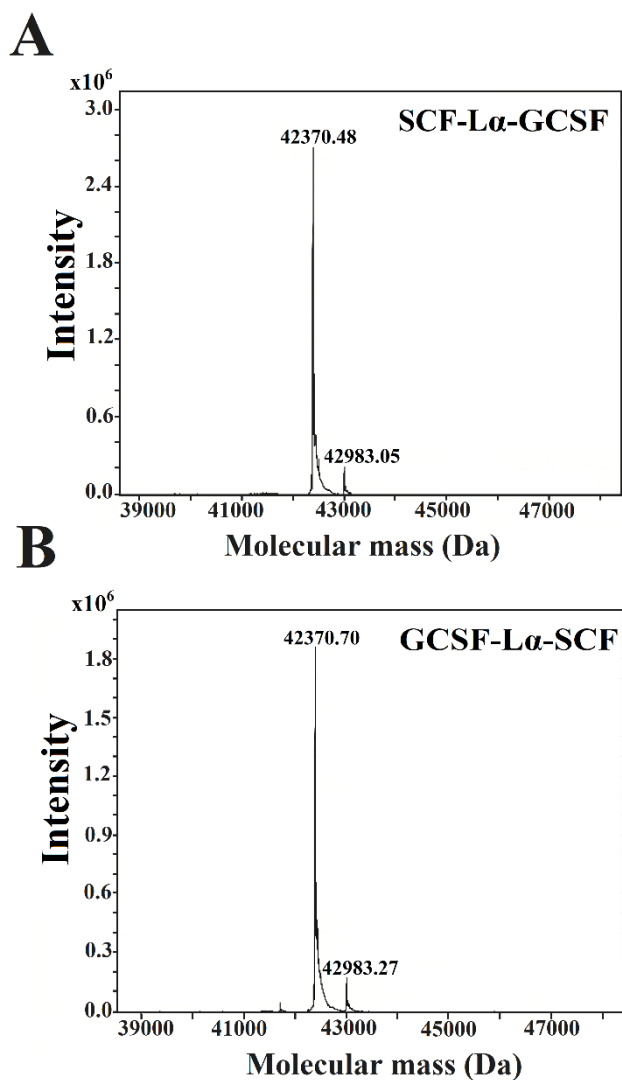 A
x10⁶
SCF-Lα-GCSF
3.0
42370.48
2.4
1.8
Intensity
1.2
0.6
42983.05
0.0
39000 41000 43000 45000 47000
Molecular mass (Da)
B
x10⁶
GCSF-Lα-SCF
42370.70
1.8
1.5
1.2
Intensity
0.9
0.6
0.3
42983.27
0.0
39000 41000 43000 45000 47000
Molecular mass (Da)